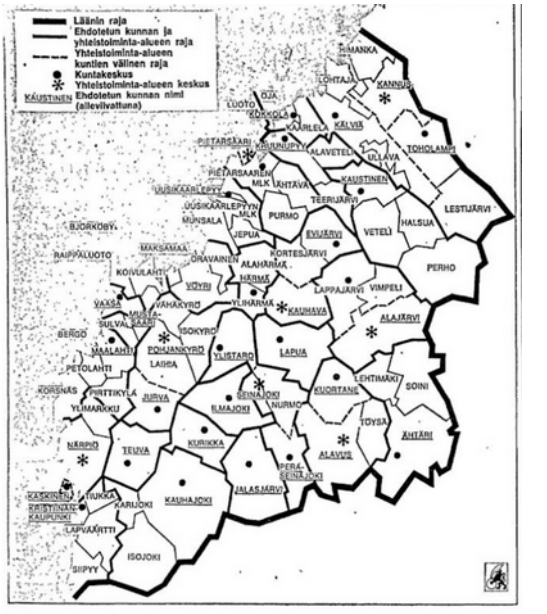 Läänin raja
Ehdotetun kunnan ja
yhteistoiminta-alueen raja
Yhteistoiminta-alueen
kuntien välinen raja
Kuntakeskus
Yhteistoiminta-alueen keskus
KAUSTINEN Ehdotetun kunnan nimi
(alleviivattuna)
HIMANKA
LOHTAJA
KANNUS
ÖJA
LUOTO
KOKKOLA
KAARLELA
KÄLVIÄ
TOHOLAMPI
KRUUNUPYY
ALAVETELI
ULLAVA
PIETARSAARI
PIETARSAAREN
MLK
ÄHTÄVÄ
KAUSTINEN
TEERIJÄRVI
LESTIJÄRVI
UUSIKAARLEPYY
UUSIKAARLEPYYN
MLK
MUNSALA
PURMO
VETELI
HALSUA
JEPUA
EVIJÄRVI
PERHO
BJÖRKÖBY
RAIPPALUOTO
MAKSAMAA
ORAVAINEN
KORTESJÄRVI
ALAHÄRMÄ
KOIVULAHTI
VÖYRI
HÄRMÄ
LAPPAJÄRVI
VIMPELI
VAASA
VÄHÄKYRÖ
YLIHÄRMÄ
KAUHAVA
ALAJÄRVI
MUSTA-
SAARI
SULVA
ISOKYRÖ
BERGÖ
MAALAHTI
POHJANKYRÖ
YLISTARO
LAPUA
PETOLAHTI
LAIHIA
LEHTIMÄKI
SOINI
KORSNÄS
PIRTTIKYLÄ
SEINÄJOKI
KUORTANE
YLIMARKKU
JURVA
ILMAJOKI
NURMO
TÖYSÄ
NÄRPIÖ
TEUVA
KURIKKA
ALAVUS
ÄHTÄRI
PERÄ-
SEINÄJOKI
KASKINEN
TIUKKA
KAUHAJOKI
JALASJÄRVI
KRISTIINAN-
KAUPUNKI
KARIJOKI
LAPVÄÄRTTI
ISOJOKI
SIIPYY